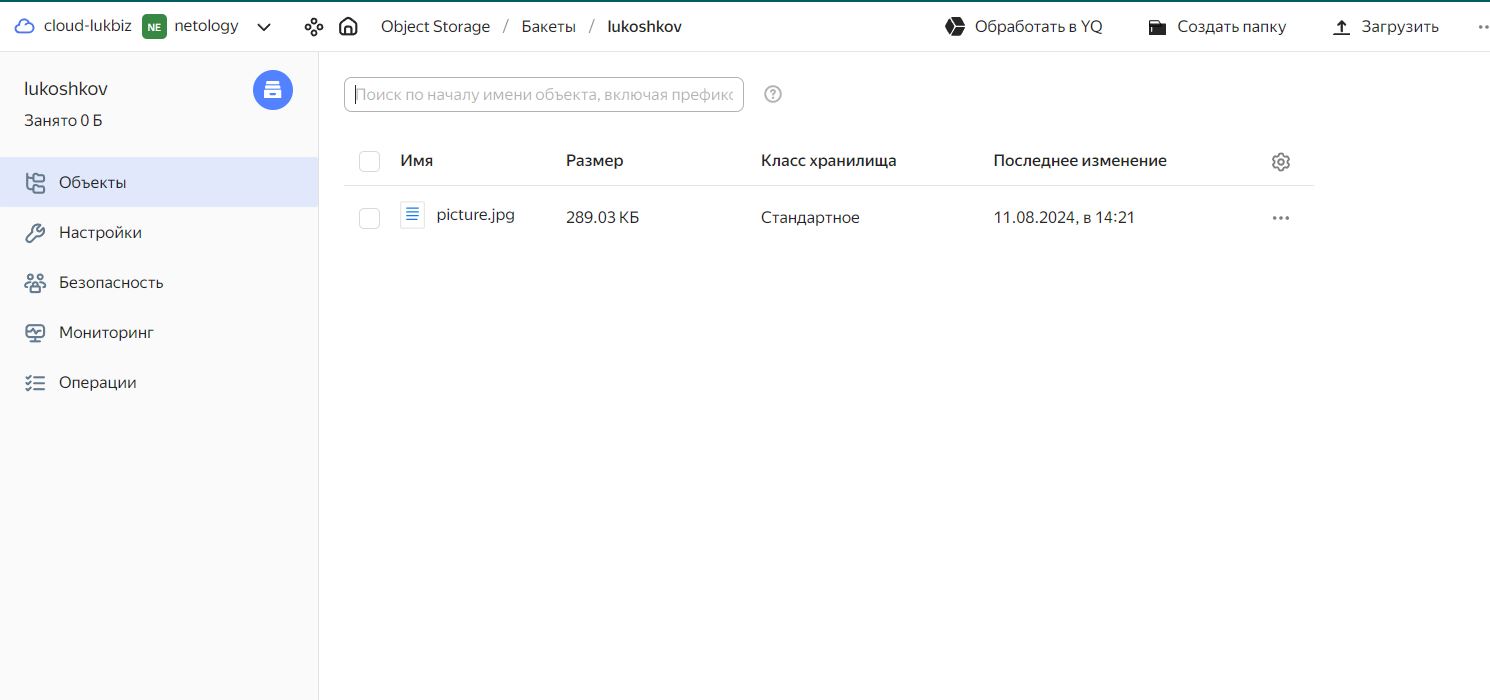 cloud-lukbiz NE netology Object Storage / Бакеты / lukoshkov Обработать в YQ Создать папку Загрузить
lukoshkov
Занято 0 Б
Объекты
Настройки
Безопасность
Мониторинг
Операции
Поиск по началу имени объекта, включая префикс
Имя Размер Класс хранилища Последнее изменение
picture.jpg 289.03 КБ Стандартное 11.08.2024, в 14:21